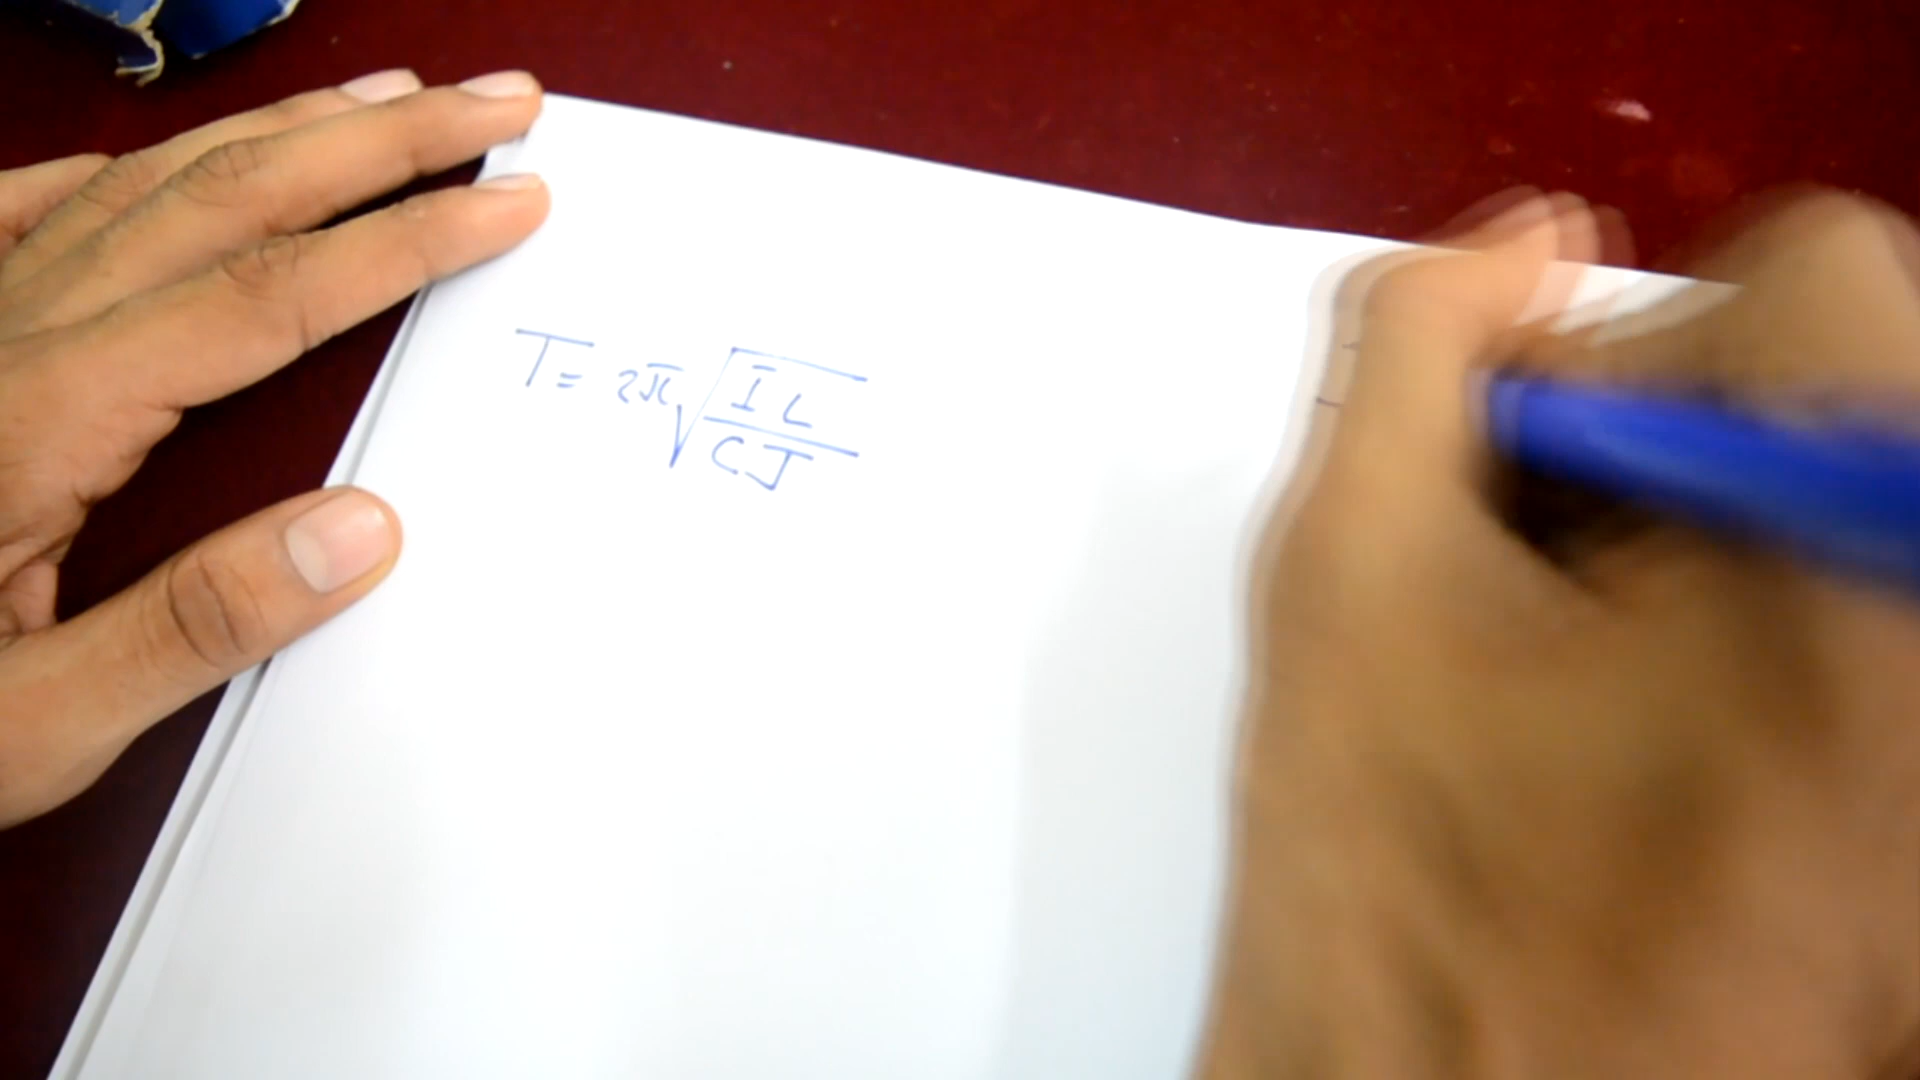 T = 2π√(IL/CJ)